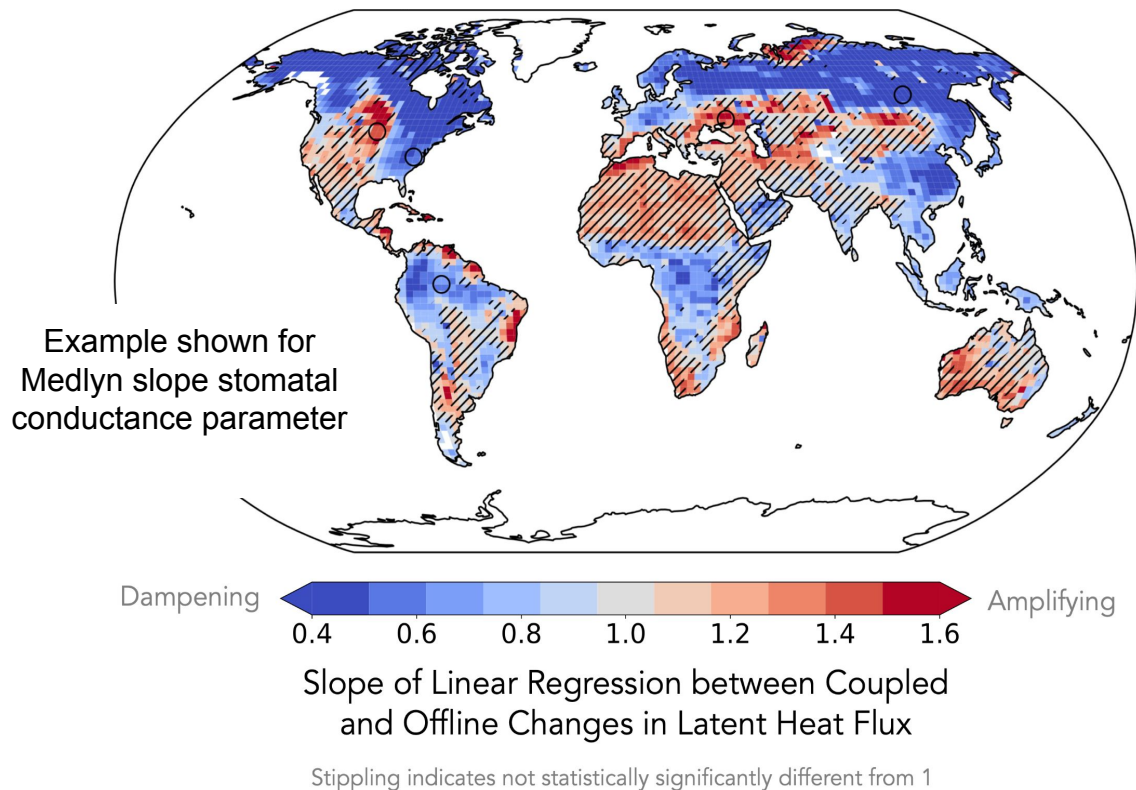 Example shown for
Medlyn slope stomatal
conductance parameter
Dampening
Amplifying
0.4 0.6 0.8 1.0 1.2 1.4 1.6
Slope of Linear Regression between Coupled
and Offline Changes in Latent Heat Flux
Stippling indicates not statistically significantly different from 1